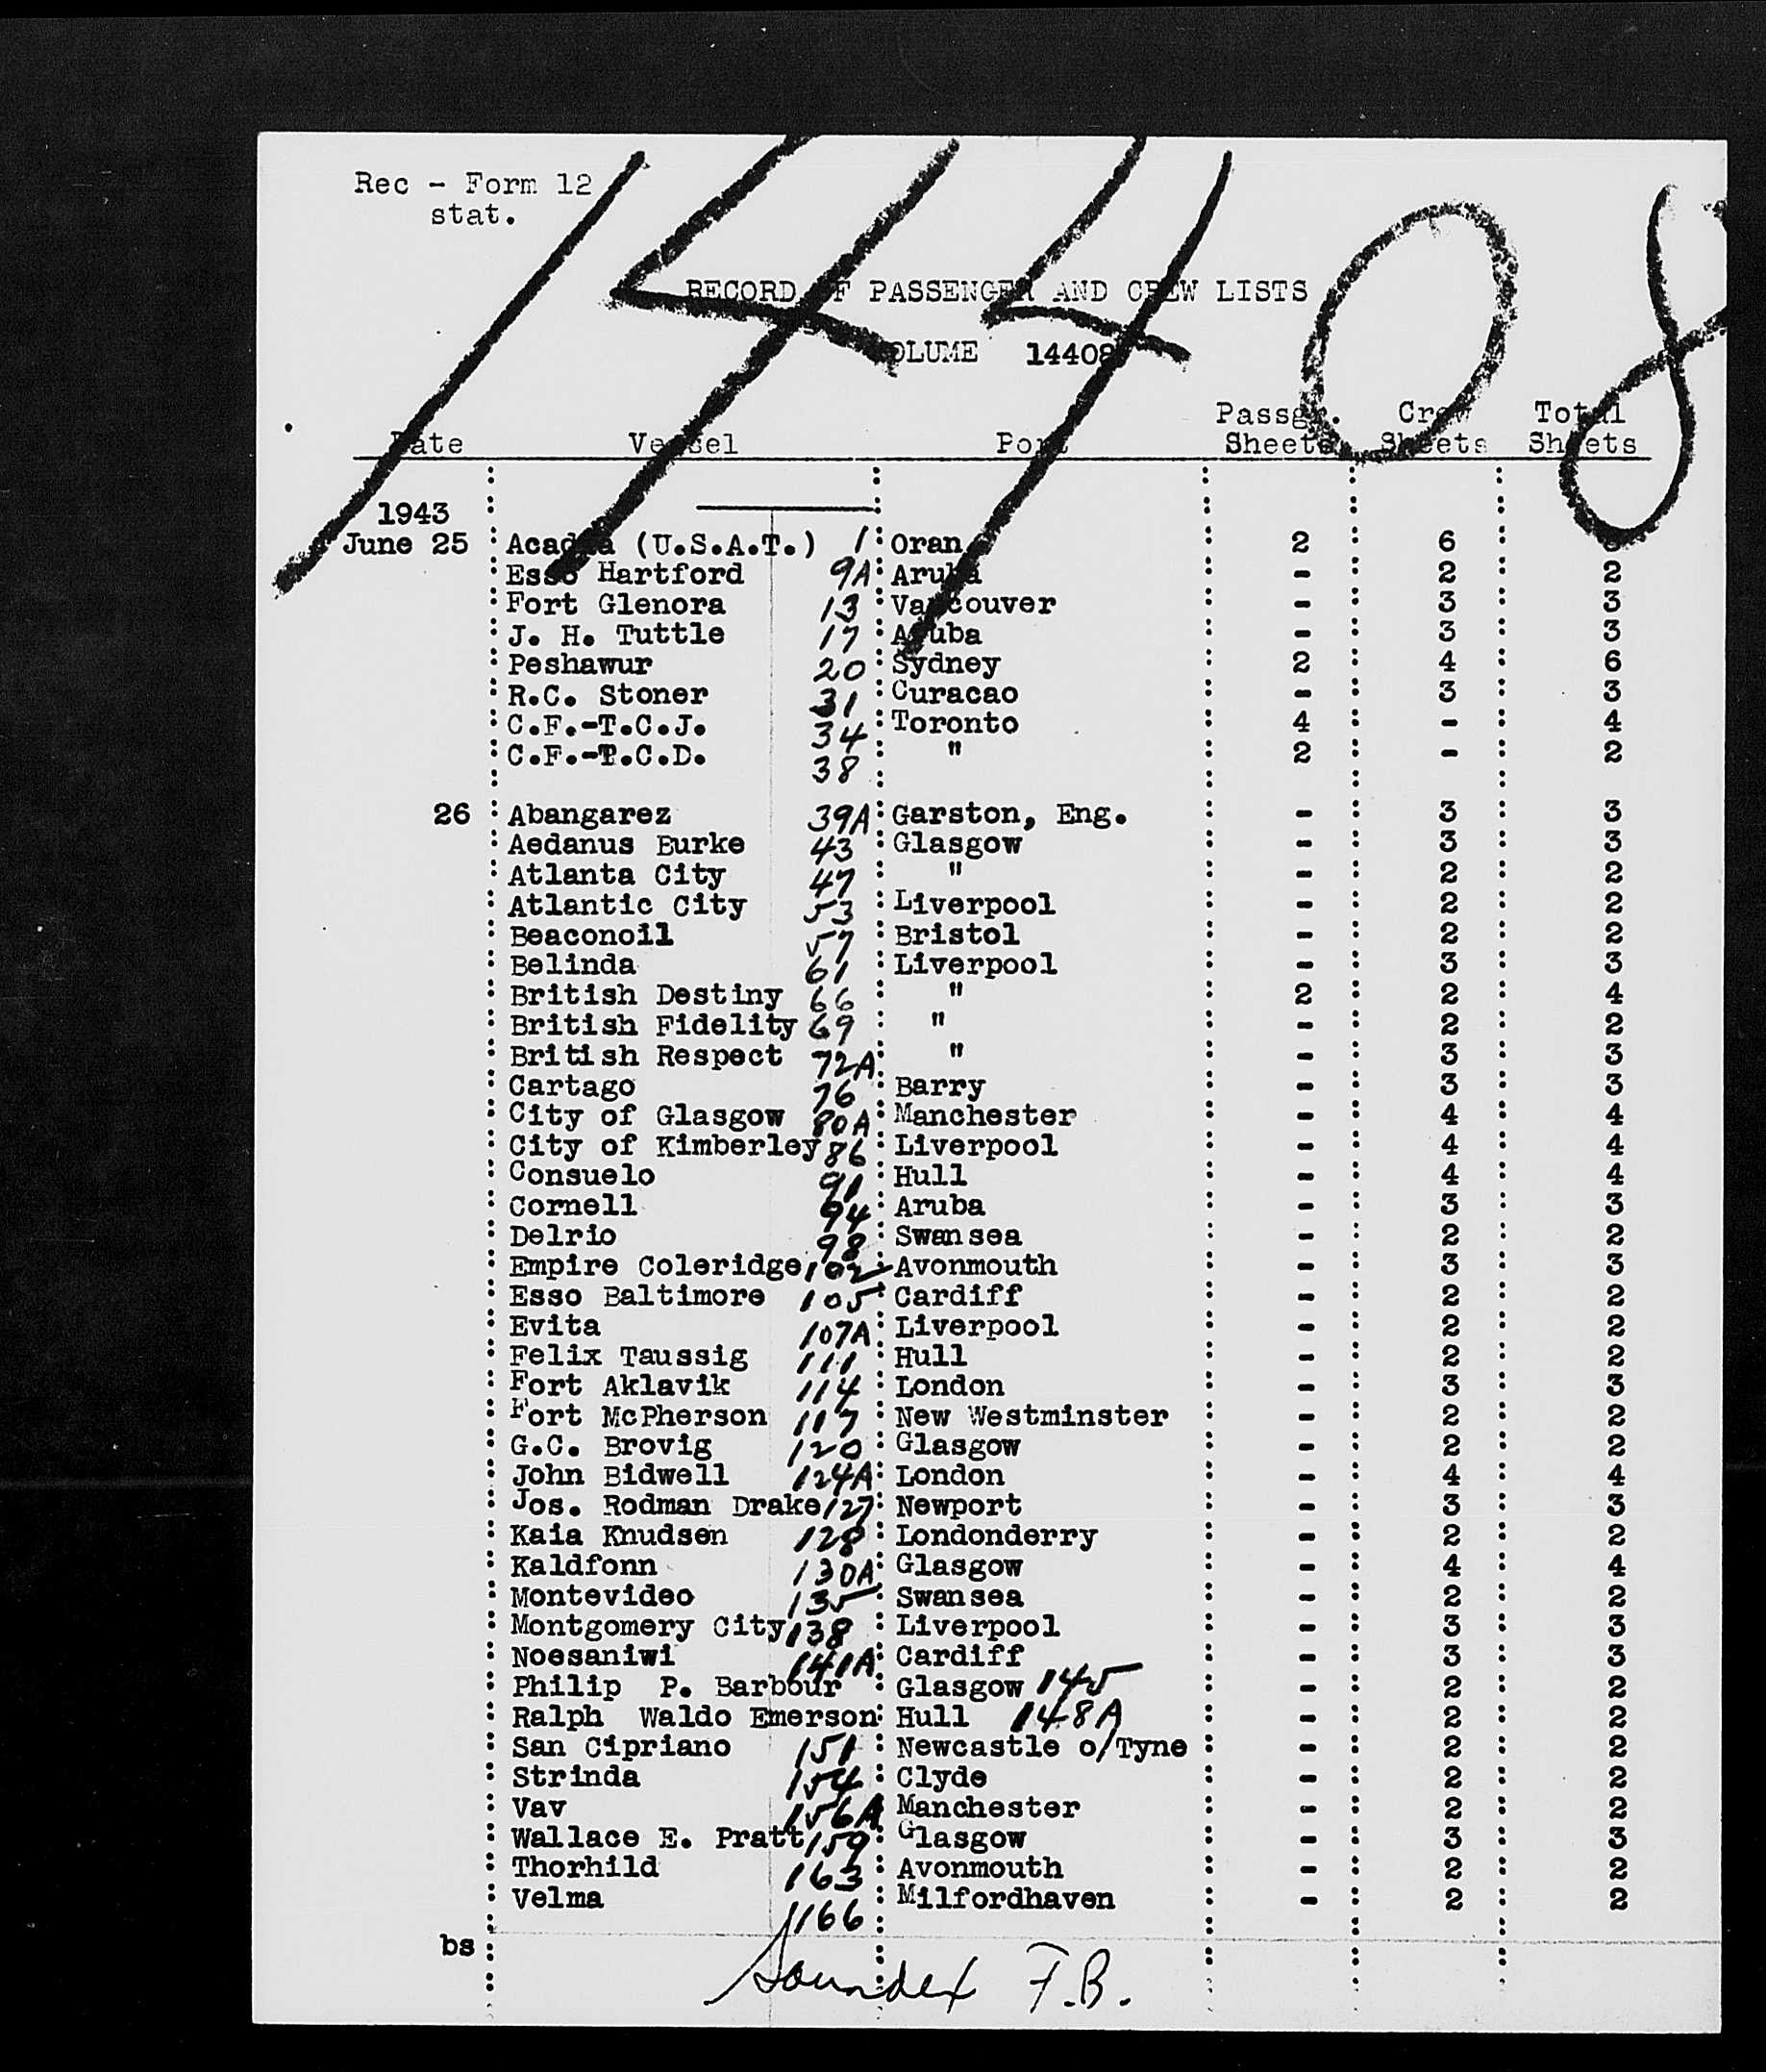 14408
Rec - Form 12
stat.
RECORD OF PASSENGER AND CREW LISTS
VOLUME 14408
Date Vessel Port Passgr. Sheets Crew Sheets Total Sheets
1943
June 25 Acadia (U.S.A.T.) 1 Oran 2 6 8
Esso Hartford 9A Aruba - 2 2
Fort Glenora 13 Vancouver - 3 3
J. H. Tuttle 17 Aruba - 3 3
Peshawur 20 Sydney 2 4 6
R.C. Stoner 31 Curacao - 3 3
C.F.-T.C.J. 34 Toronto 4 - 4
C.F.-T.C.D. 38 " 2 - 2
26 Abangarez 39A Garston, Eng. - 3 3
Aedanus Burke 43 Glasgow - 3 3
Atlanta City 47 " - 2 2
Atlantic City 53 Liverpool - 2 2
Beaconoil 57 Bristol - 2 2
Belinda 61 Liverpool - 3 3
British Destiny 66 " 2 2 4
British Fidelity 69 " - 2 2
British Respect 72A " - 3 3
Cartago 76 Barry - 3 3
City of Glasgow 80A Manchester - 4 4
City of Kimberley 86 Liverpool - 4 4
Consuelo 91 Hull - 4 4
Cornell 94 Aruba - 3 3
Delrio 98 Swansea - 2 2
Empire Coleridge 102 Avonmouth - 3 3
Esso Baltimore 105 Cardiff - 2 2
Evita 107A Liverpool - 2 2
Felix Taussig 111 Hull - 2 2
Fort Aklavik 114 London - 3 3
Fort McPherson 117 New Westminster - 2 2
G.C. Brovig 120 Glasgow - 2 2
John Bidwell 124A London - 4 4
Jos. Rodman Drake 127 Newport - 3 3
Kaia Knudsen 128 Londonderry - 2 2
Kaldfonn 130A Glasgow - 4 4
Montevideo 135 Swansea - 2 2
Montgomery City 138 Liverpool - 3 3
Noesaniwi 141A Cardiff - 3 3
Philip P. Barbour Glasgow 145 - 2 2
Ralph Waldo Emerson Hull 148A - 2 2
San Cipriano 151 Newcastle o/Tyne - 2 2
Strinda 154 Clyde - 2 2
Vav 156A Manchester - 2 2
Wallace E. Pratt 159 Glasgow - 3 3
Thorhild 163 Avonmouth - 2 2
Velma 166 Milfordhaven - 2 2
bs
Soundex F.B.